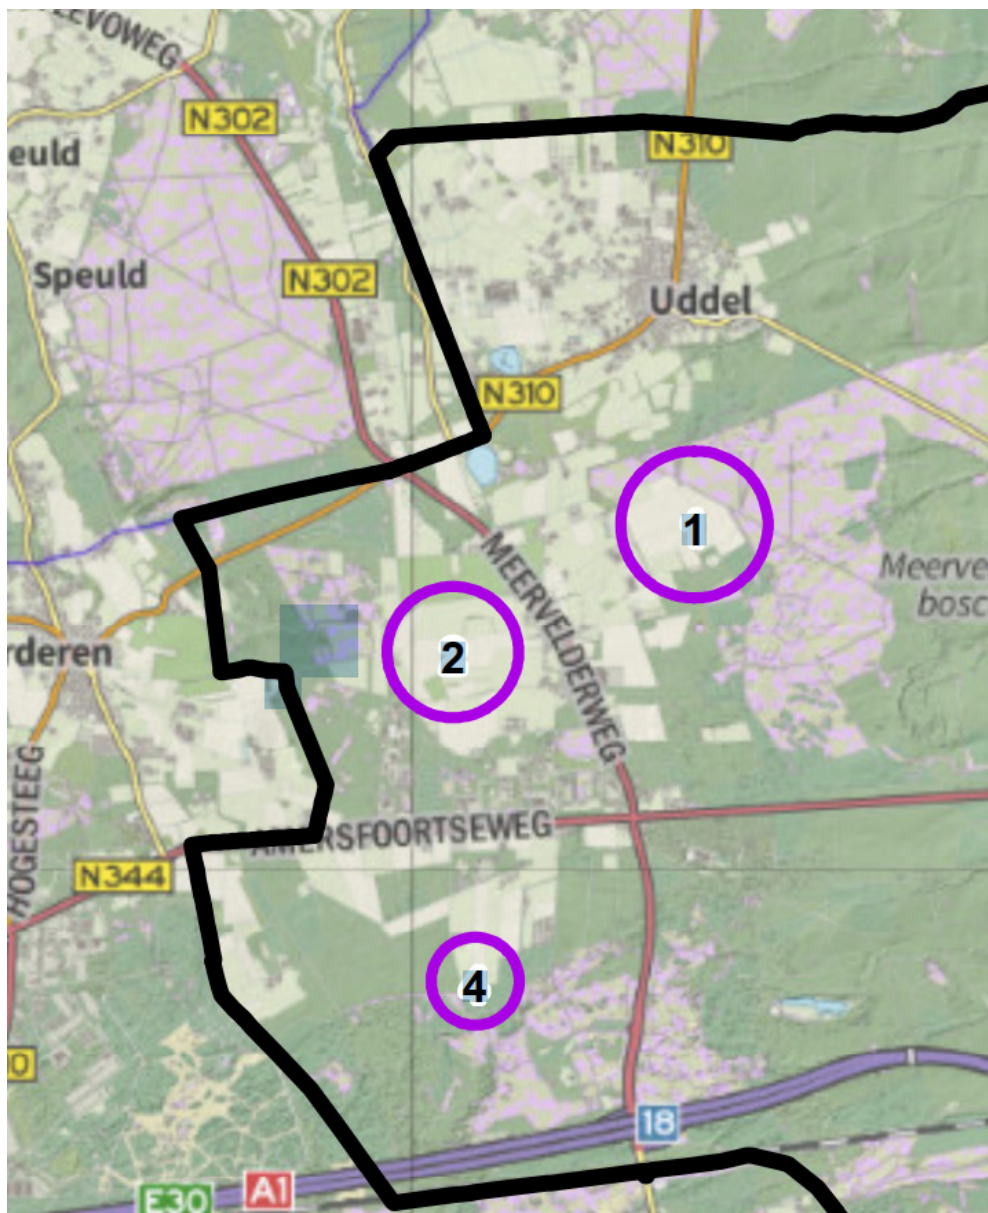 LEVOWEG
N302
N310
euld
Speuld
N302
Uddel
N310
1
MEERVELDERWEG
Meerve
bosc
2
rderen
HOGESTEEG
AMERSFOORTSEWEG
N344
4
0
18
E30
A1